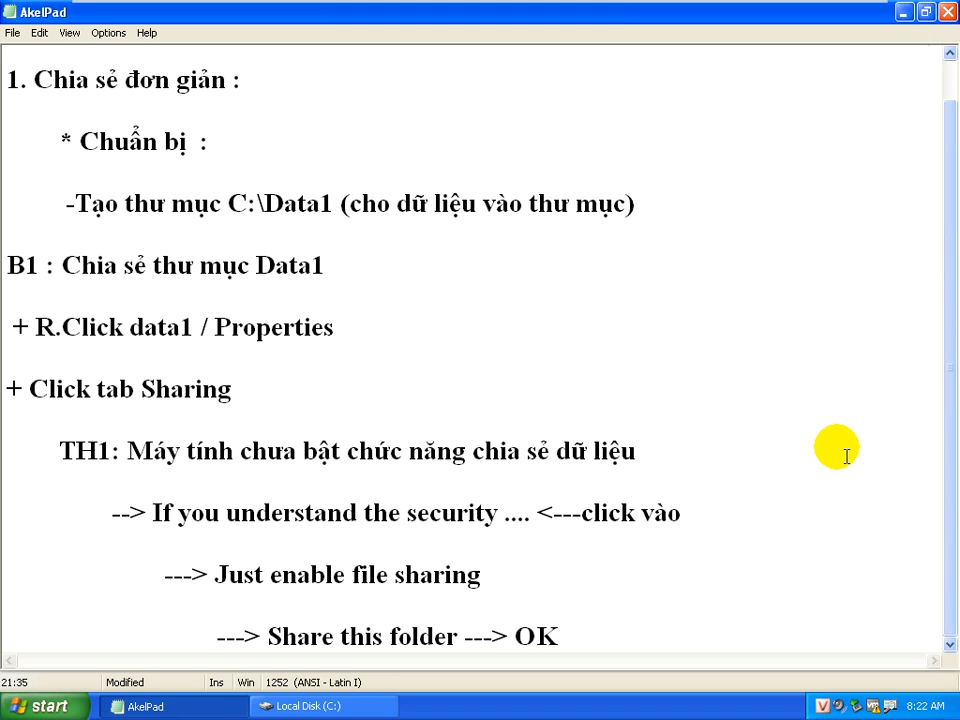 AkelPad
File Edit View Options Help
1. Chia sẻ đơn giản :
* Chuẩn bị :
-Tạo thư mục C:\Data1 (cho dữ liệu vào thư mục)
B1 : Chia sẻ thư mục Data1
+ R.Click data1 / Properties
+ Click tab Sharing
TH1: Máy tính chưa bật chức năng chia sẻ dữ liệu
--> If you understand the security .... <---click vào
---> Just enable file sharing
---> Share this folder ---> OK
21:35 Modified Ins Win 1252 (ANSI - Latin I)
start AkelPad Local Disk (C:) V 8:22 AM